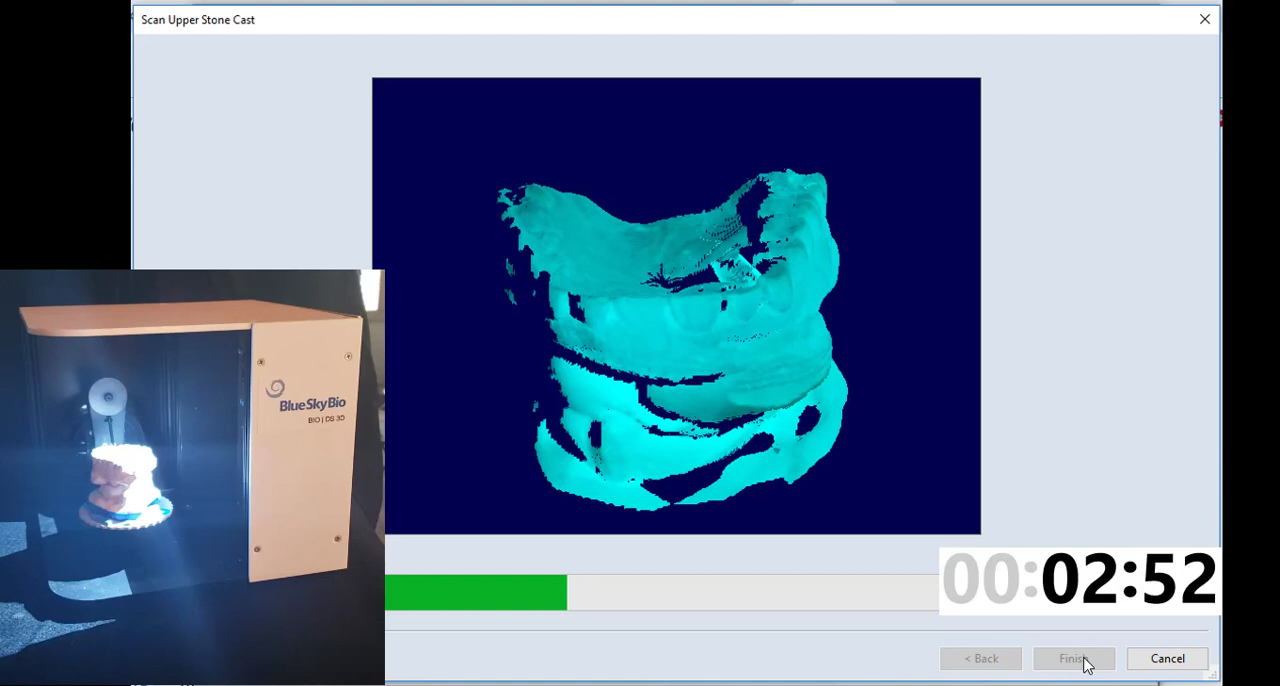 Scan Upper Stone Cast
BlueSkyBio
BIO | DS 3D
00:02:52
< Back
Finish
Cancel